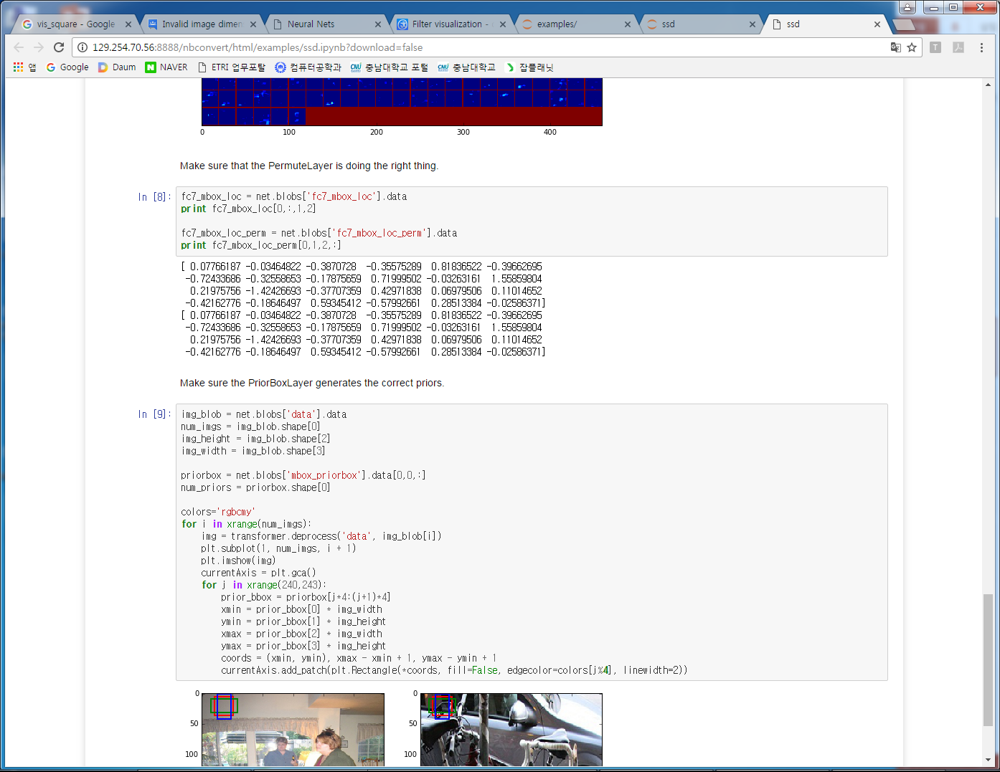 vis_square - Google
Invalid image dimen
Neural Nets
Filter visualization -
examples/
ssd
ssd
129.254.70.56:8888/nbconvert/html/examples/ssd.ipynb?download=false
앱 Google Daum NAVER ETRI 업무포탈 컴퓨터공학과 충남대학교 포털 충남대학교 잡플래닛
0 100 200 300 400
Make sure that the PermuteLayer is doing the right thing.
In [8]:
fc7_mbox_loc = net.blobs['fc7_mbox_loc'].data
print fc7_mbox_loc[0,:,1,2]
fc7_mbox_loc_perm = net.blobs['fc7_mbox_loc_perm'].data
print fc7_mbox_loc_perm[0,1,2,:]
[ 0.07766187 -0.03464822 -0.3870728 -0.35575289 0.81836522 -0.39662695
-0.72433686 -0.32558653 -0.17875659 0.71999502 -0.03263161 1.55859804
0.21975756 -1.42426693 -0.37707359 0.42971838 0.06979506 0.11014652
-0.42162776 -0.18646497 0.59345412 -0.57992661 0.28513384 -0.02586371]
[ 0.07766187 -0.03464822 -0.3870728 -0.35575289 0.81836522 -0.39662695
-0.72433686 -0.32558653 -0.17875659 0.71999502 -0.03263161 1.55859804
0.21975756 -1.42426693 -0.37707359 0.42971838 0.06979506 0.11014652
-0.42162776 -0.18646497 0.59345412 -0.57992661 0.28513384 -0.02586371]
Make sure the PriorBoxLayer generates the correct priors.
In [9]:
img_blob = net.blobs['data'].data
num_imgs = img_blob.shape[0]
img_height = img_blob.shape[2]
img_width = img_blob.shape[3]
priorbox = net.blobs['mbox_priorbox'].data[0,0,:]
num_priors = priorbox.shape[0]
colors='rgbcmy'
for i in xrange(num_imgs):
img = transformer.deprocess('data', img_blob[i])
plt.subplot(1, num_imgs, i + 1)
plt.imshow(img)
currentAxis = plt.gca()
for j in xrange(240,243):
prior_bbox = priorbox[j*4:(j+1)*4]
xmin = prior_bbox[0] * img_width
ymin = prior_bbox[1] * img_height
xmax = prior_bbox[2] * img_width
ymax = prior_bbox[3] * img_height
coords = (xmin, ymin), xmax - xmin + 1, ymax - ymin + 1
currentAxis.add_patch(plt.Rectangle(*coords, fill=False, edgecolor=colors[j%4], linewidth=2))
0 0
50 50
100 100